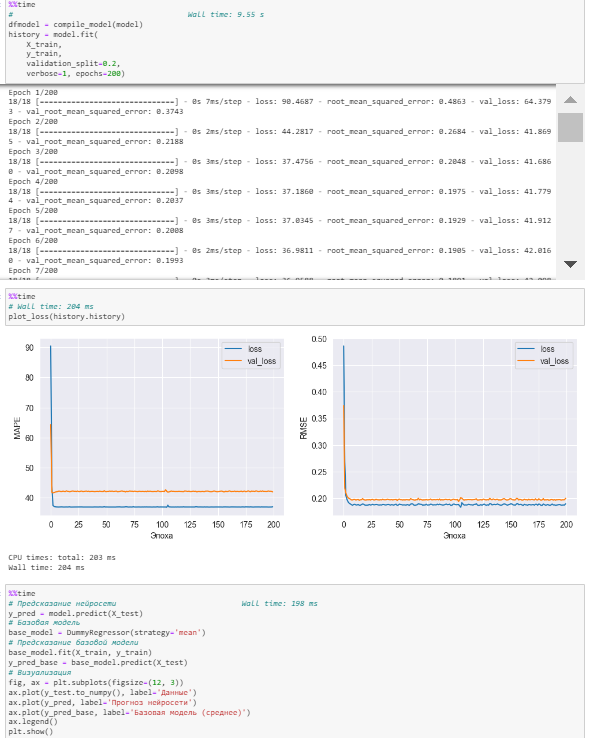 %%time
#                                          Wall time: 9.55 s
dfmodel = compile_model(model)
history = model.fit(
    X_train,
    y_train,
    validation_split=0.2,
    verbose=1, epochs=200)
Epoch 1/200
18/18 [==============================] - 0s 7ms/step - loss: 90.4687 - root_mean_squared_error: 0.4863 - val_loss: 64.379
3 - val_root_mean_squared_error: 0.3743
Epoch 2/200
18/18 [==============================] - 0s 2ms/step - loss: 44.2817 - root_mean_squared_error: 0.2684 - val_loss: 41.869
5 - val_root_mean_squared_error: 0.2188
Epoch 3/200
18/18 [==============================] - 0s 3ms/step - loss: 37.4756 - root_mean_squared_error: 0.2048 - val_loss: 41.686
0 - val_root_mean_squared_error: 0.2098
Epoch 4/200
18/18 [==============================] - 0s 3ms/step - loss: 37.1860 - root_mean_squared_error: 0.1975 - val_loss: 41.779
4 - val_root_mean_squared_error: 0.2037
Epoch 5/200
18/18 [==============================] - 0s 3ms/step - loss: 37.0345 - root_mean_squared_error: 0.1929 - val_loss: 41.912
7 - val_root_mean_squared_error: 0.2008
Epoch 6/200
18/18 [==============================] - 0s 2ms/step - loss: 36.9811 - root_mean_squared_error: 0.1905 - val_loss: 42.016
0 - val_root_mean_squared_error: 0.1993
Epoch 7/200
%%time
# Wall time: 204 ms
plot_loss(history.history)
90
80
70
60
50
40
MAPE
loss
val_loss
0 25 50 75 100 125 150 175 200
Эпоха
0.50
0.45
0.40
0.35
0.30
0.25
0.20
RMSE
loss
val_loss
0 25 50 75 100 125 150 175 200
Эпоха
CPU times: total: 203 ms
Wall time: 204 ms
%%time
# Предсказание нейросети                              Wall time: 198 ms
y_pred = model.predict(X_test)
# Базовая модель
base_model = DummyRegressor(strategy='mean')
# Предсказание базовой модели
base_model.fit(X_train, y_train)
y_pred_base = base_model.predict(X_test)
# Визуализация
fig, ax = plt.subplots(figsize=(12, 3))
ax.plot(y_test.to_numpy(), label='Данные')
ax.plot(y_pred, label='Прогноз нейросети')
ax.plot(y_pred_base, label='Базовая модель (среднее)')
ax.legend()
plt.show()